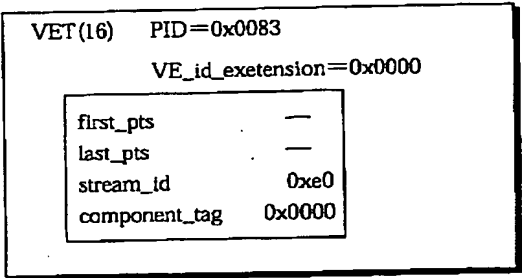 VET(16) PID=0x0083
VE_id_exetension=0x0000
first_pts —
last_pts —
stream_id 0xe0
component_tag 0x0000